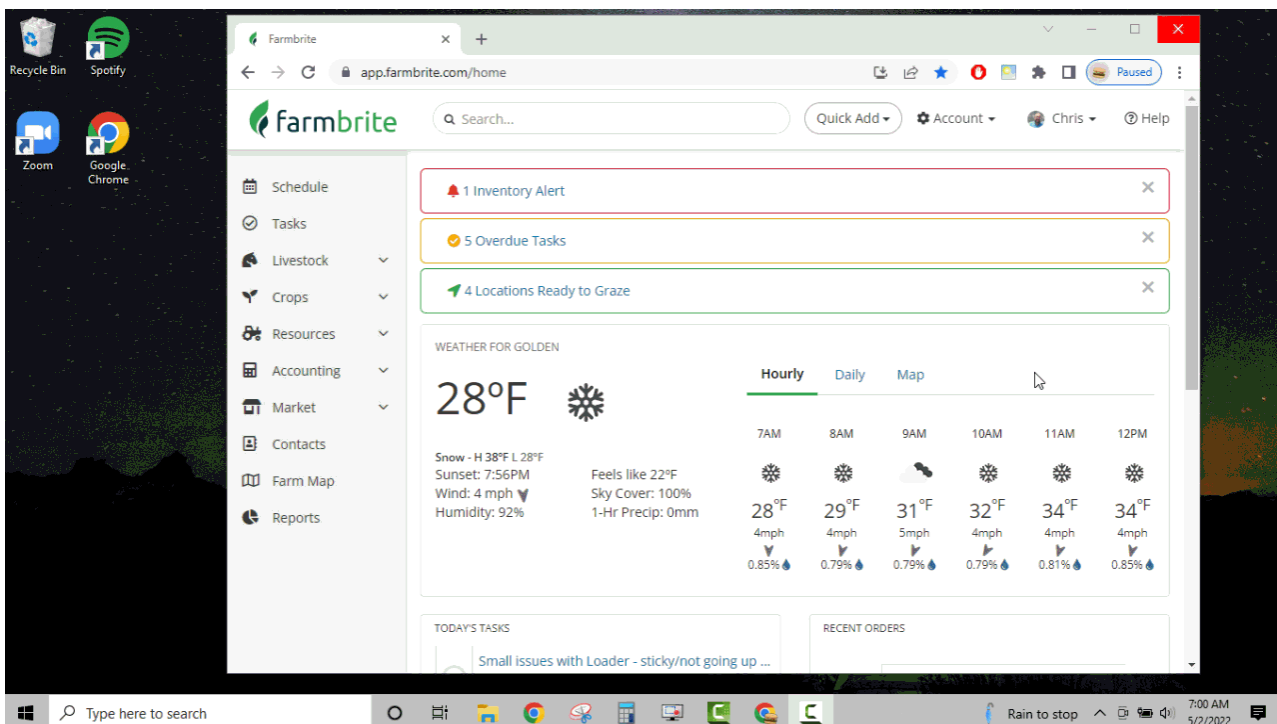 Recycle Bin
Spotify
Zoom
Google Chrome
Farmbrite
app.farmbrite.com/home
Paused
farmbrite
Search...
Quick Add
Account
Chris
Help
Schedule
Tasks
Livestock
Crops
Resources
Accounting
Market
Contacts
Farm Map
Reports
1 Inventory Alert
5 Overdue Tasks
4 Locations Ready to Graze
WEATHER FOR GOLDEN
28°F
Snow - H 38°F L 28°F
Sunset: 7:56PM
Wind: 4 mph
Humidity: 92%
Feels like 22°F
Sky Cover: 100%
1-Hr Precip: 0mm
Hourly Daily Map
7AM 8AM 9AM 10AM 11AM 12PM
28°F 29°F 31°F 32°F 34°F 34°F
4mph 4mph 5mph 4mph 4mph 4mph
0.85% 0.79% 0.79% 0.79% 0.81% 0.85%
TODAY'S TASKS
Small issues with Loader - sticky/not going up ...
RECENT ORDERS
Type here to search
Rain to stop
7:00 AM
5/2/2022